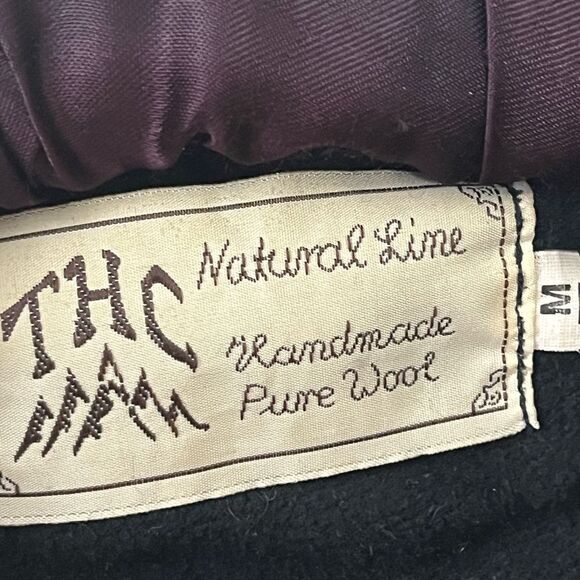 THC
Natural Line
Handmade
Pure Wool
M